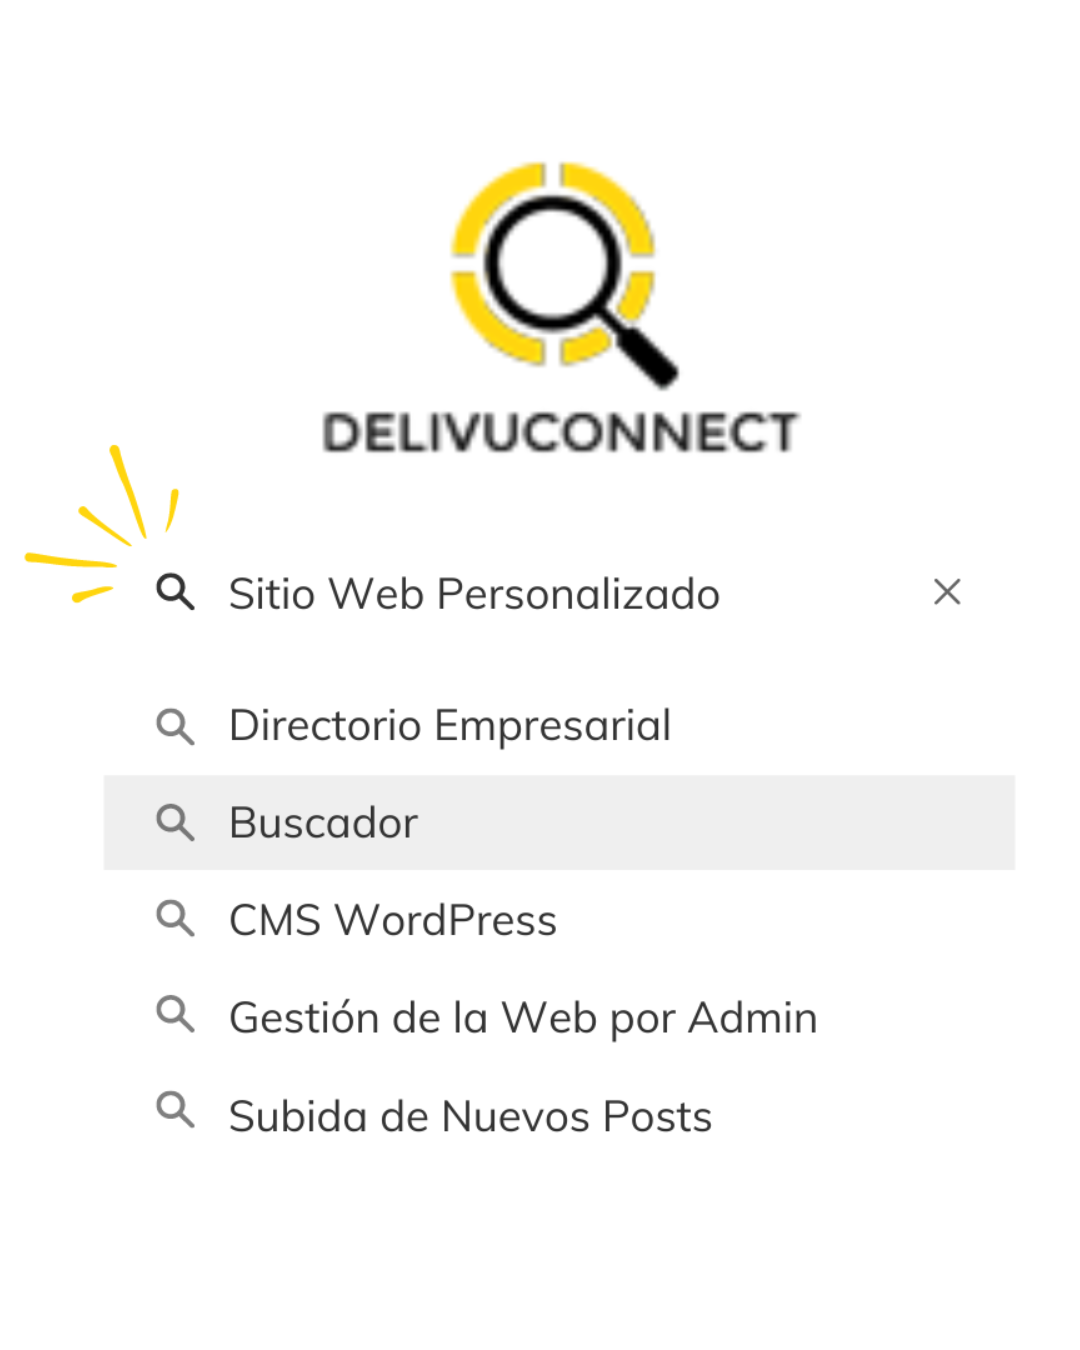 DELIVUCONNECT
Sitio Web Personalizado
Directorio Empresarial
Buscador
CMS WordPress
Gestión de la Web por Admin
Subida de Nuevos Posts